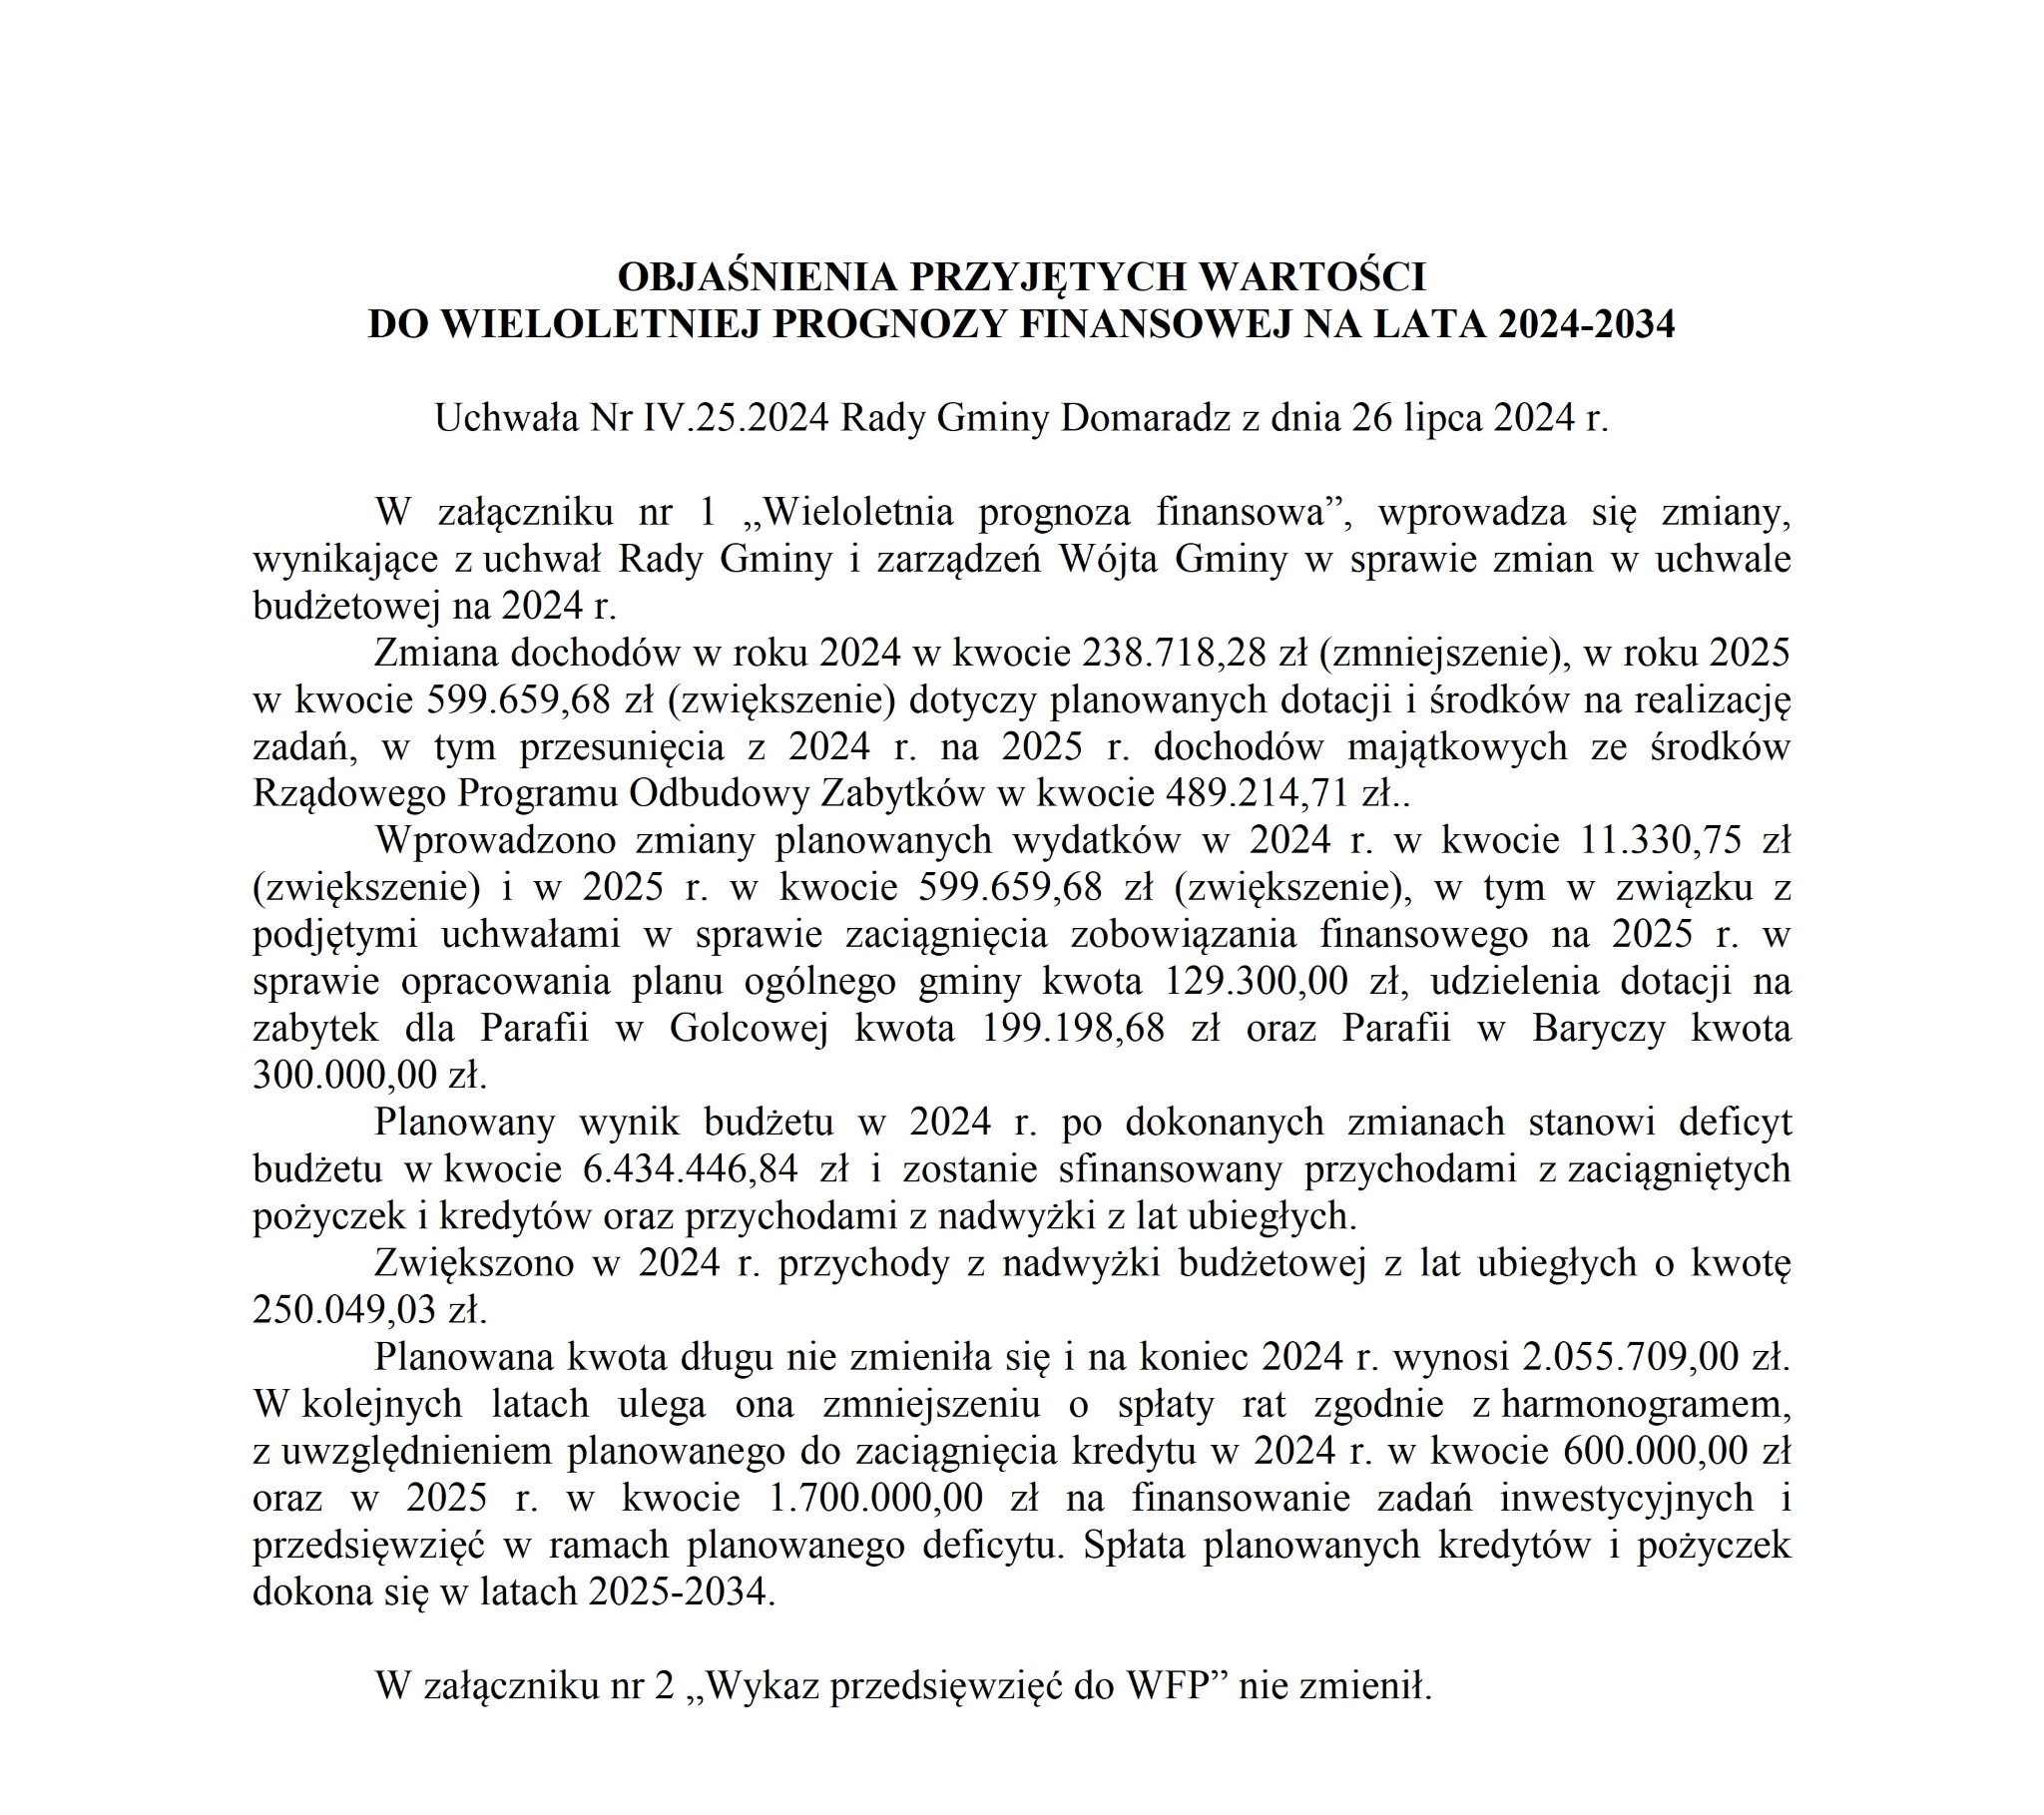 OBJAŚNIENIA PRZYJĘTYCH WARTOŚCI
DO WIELOLETNIEJ PROGNOZY FINANSOWEJ NA LATA 2024-2034
Uchwała Nr IV.25.2024 Rady Gminy Domaradz z dnia 26 lipca 2024 r.
W załączniku nr 1 „Wieloletnia prognoza finansowa”, wprowadza się zmiany,
wynikające z uchwał Rady Gminy i zarządzeń Wójta Gminy w sprawie zmian w uchwale
budżetowej na 2024 r.
Zmiana dochodów w roku 2024 w kwocie 238.718,28 zł (zmniejszenie), w roku 2025
w kwocie 599.659,68 zł (zwiększenie) dotyczy planowanych dotacji i środków na realizację
zadań, w tym przesunięcia z 2024 r. na 2025 r. dochodów majątkowych ze środków
Rządowego Programu Odbudowy Zabytków w kwocie 489.214,71 zł..
Wprowadzono zmiany planowanych wydatków w 2024 r. w kwocie 11.330,75 zł
(zwiększenie) i w 2025 r. w kwocie 599.659,68 zł (zwiększenie), w tym w związku z
podjętymi uchwałami w sprawie zaciągnięcia zobowiązania finansowego na 2025 r. w
sprawie opracowania planu ogólnego gminy kwota 129.300,00 zł, udzielenia dotacji na
zabytek dla Parafii w Golcowej kwota 199.198,68 zł oraz Parafii w Baryczy kwota
300.000,00 zł.
Planowany wynik budżetu w 2024 r. po dokonanych zmianach stanowi deficyt
budżetu w kwocie 6.434.446,84 zł i zostanie sfinansowany przychodami z zaciągniętych
pożyczek i kredytów oraz przychodami z nadwyżki z lat ubiegłych.
Zwiększono w 2024 r. przychody z nadwyżki budżetowej z lat ubiegłych o kwotę
250.049,03 zł.
Planowana kwota długu nie zmieniła się i na koniec 2024 r. wynosi 2.055.709,00 zł.
W kolejnych latach ulega ona zmniejszeniu o spłaty rat zgodnie z harmonogramem,
z uwzględnieniem planowanego do zaciągnięcia kredytu w 2024 r. w kwocie 600.000,00 zł
oraz w 2025 r. w kwocie 1.700.000,00 zł na finansowanie zadań inwestycyjnych i
przedsięwzięć w ramach planowanego deficytu. Spłata planowanych kredytów i pożyczek
dokona się w latach 2025-2034.
W załączniku nr 2 „Wykaz przedsięwzięć do WFP” nie zmienił.